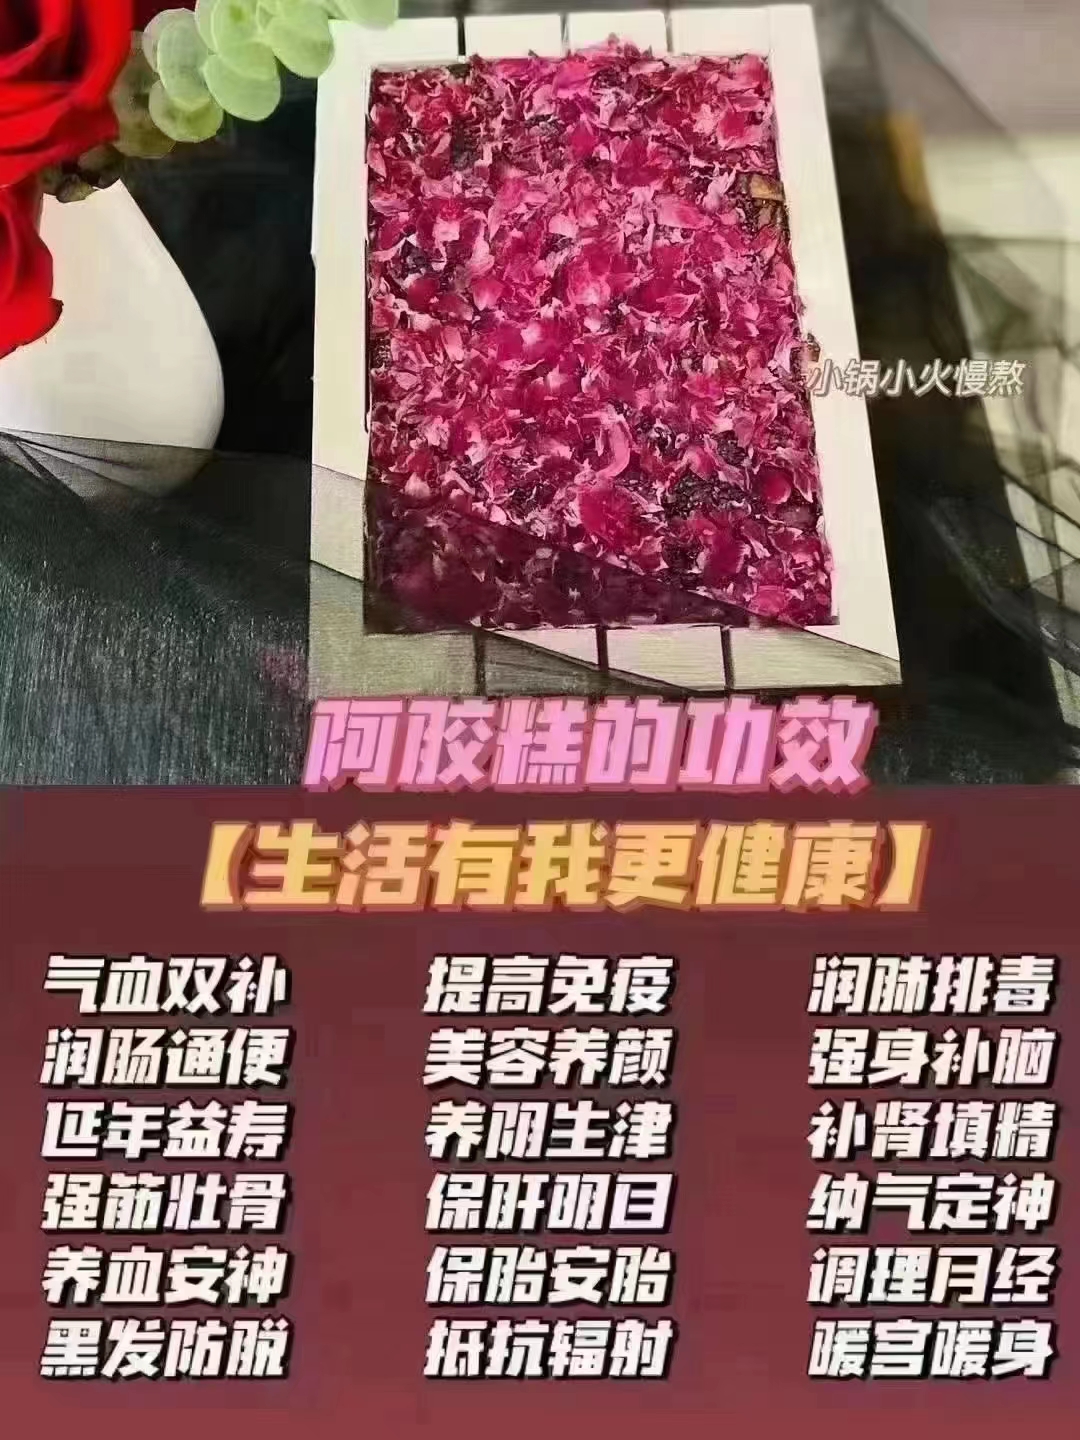 小锅小火慢熬
阿胶糕的功效
【生活有我更健康】
气血双补 提高免疫 润肺排毒
润肠通便 美容养颜 强身补脑
延年益寿 养阴生津 补肾填精
强筋壮骨 保肝明目 纳气定神
养血安神 保胎安胎 调理月经
黑发防脱 抵抗辐射 暖宫暖身